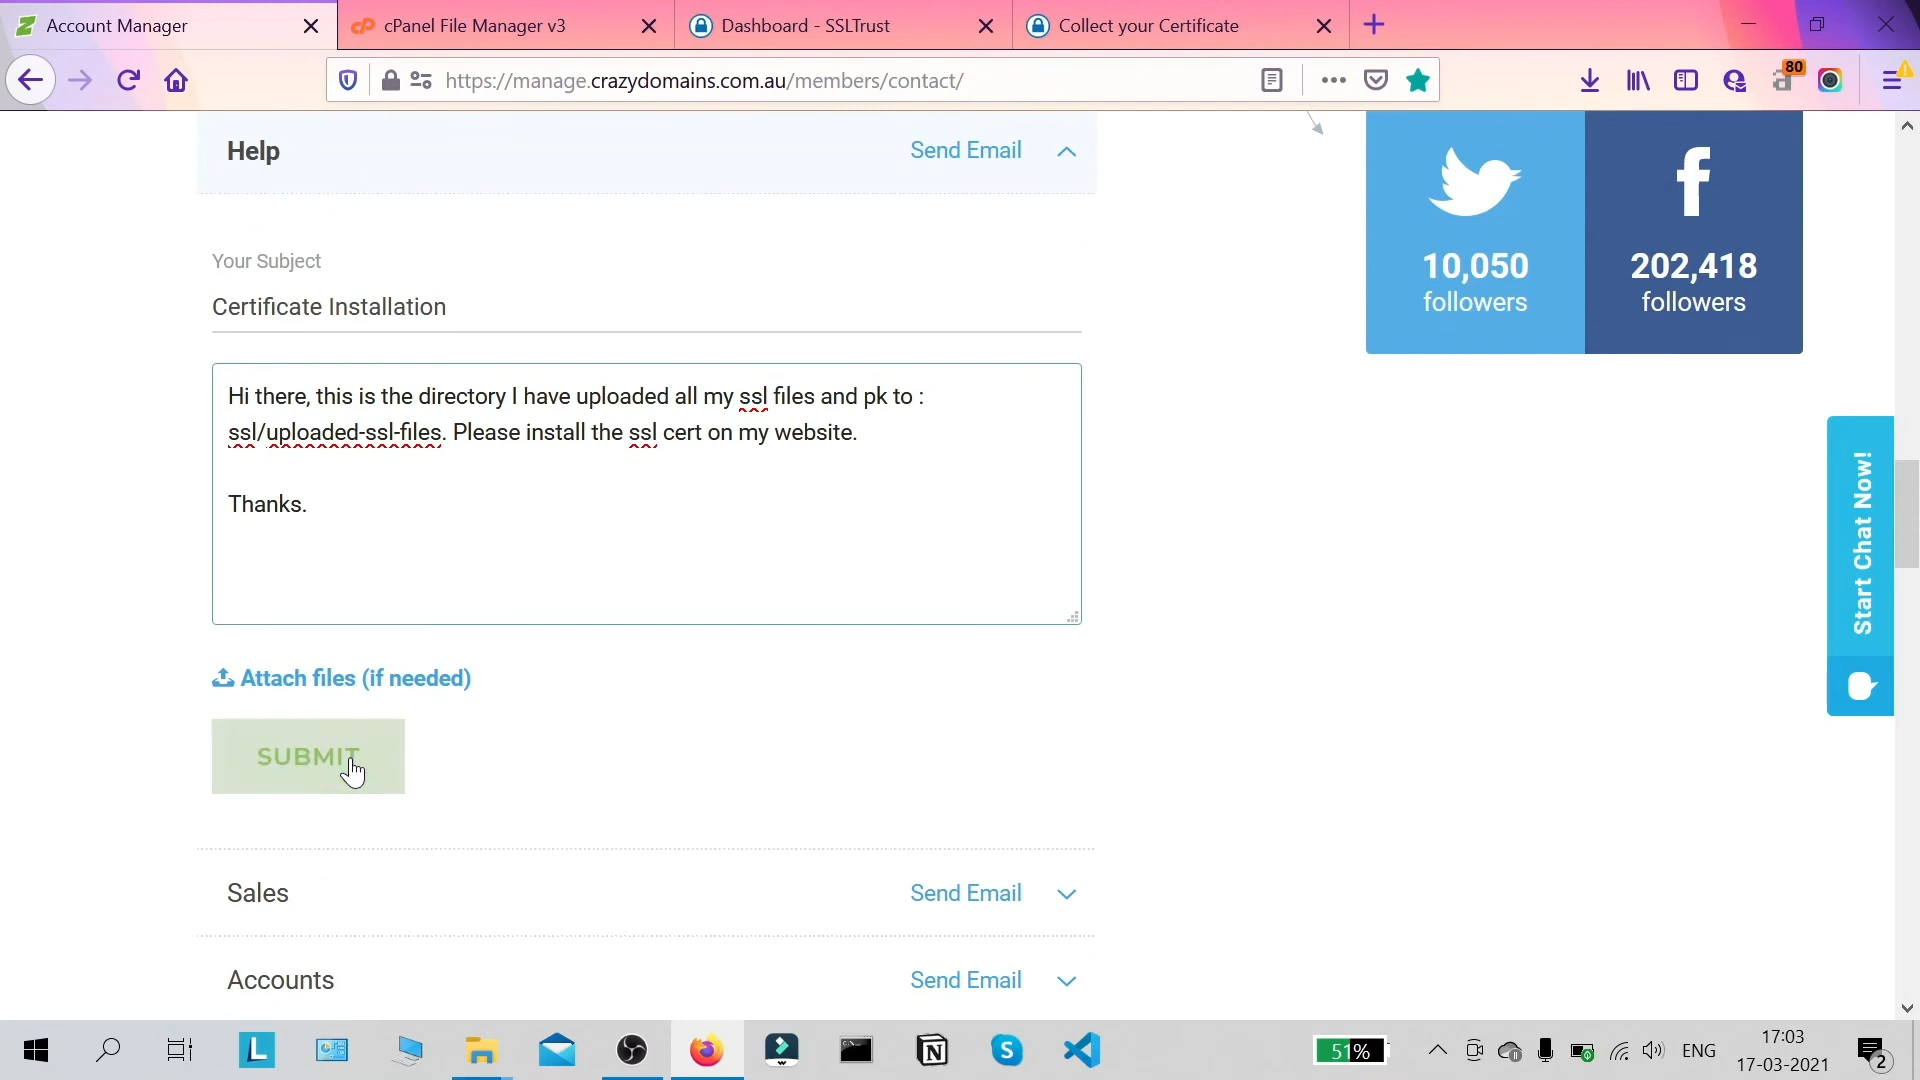 Account Manager
cPanel File Manager v3
Dashboard - SSLTrust
Collect your Certificate
https://manage.crazydomains.com.au/members/contact/
80
Help
Send Email
Your Subject
Certificate Installation
Hi there, this is the directory I have uploaded all my ssl files and pk to :
ssl/uploaded-ssl-files. Please install the ssl cert on my website.
Thanks.
Attach files (if needed)
SUBMIT
Sales
Send Email
Accounts
Send Email
10,050
followers
202,418
followers
Start Chat Now!
51%
ENG
17:03
17-03-2021
2